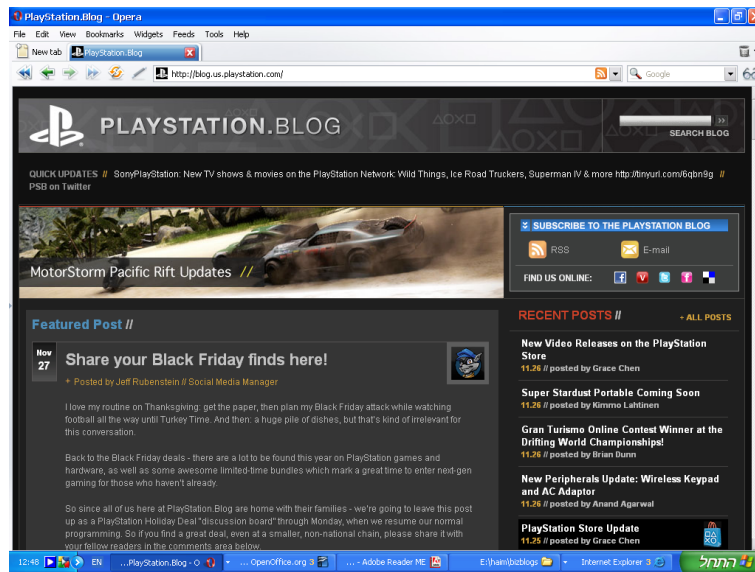 PlayStation.Blog - Opera
File Edit View Bookmarks Widgets Feeds Tools Help
New tab PlayStation.Blog
http://blog.us.playstation.com/ Google
PLAYSTATION.BLOG
SEARCH BLOG
QUICK UPDATES // SonyPlayStation: New TV shows & movies on the PlayStation Network: Wild Things, Ice Road Truckers, Superman IV & more http://tinyurl.com/6qbn9g //
PSB on Twitter
MotorStorm Pacific Rift Updates //
SUBSCRIBE TO THE PLAYSTATION BLOG
RSS E-mail
FIND US ONLINE:
Featured Post //
Nov
27
Share your Black Friday finds here!
+ Posted by Jeff Rubenstein // Social Media Manager
I love my routine on Thanksgiving: get the paper, then plan my Black Friday attack while watching
football all the way until Turkey Time. And then: a huge pile of dishes, but that's kind of irrelevant for
this conversation.
Back to the Black Friday deals - there are a lot to be found this year on PlayStation games and
hardware, as well as some awesome limited-time bundles which mark a great time to enter next-gen
gaming for those who haven't already.
So since all of us here at PlayStation.Blog are home with their families - we're going to leave this post
up as a PlayStation Holiday Deal "discussion board" through Monday, when we resume our normal
programming. So if you find a great deal, even at a smaller, non-national chain, please share it with
your fellow readers in the comments area below.
RECENT POSTS // + ALL POSTS
New Video Releases on the PlayStation
Store
11.26 // posted by Grace Chen
Super Stardust Portable Coming Soon
11.26 // posted by Kimmo Lahtinen
Gran Turismo Online Contest Winner at the
Drifting World Championships!
11.26 // posted by Brian Dunn
New Peripherals Update: Wireless Keypad
and AC Adaptor
11.26 // posted by Anand Agarwal
PlayStation Store Update
11.25 // posted by Grace Chen
12:48 EN ...PlayStation.Blog - O ... OpenOffice.org 3 ... - Adobe Reader ME E:\haim\bizblogs Internet Explorer 3 התחל